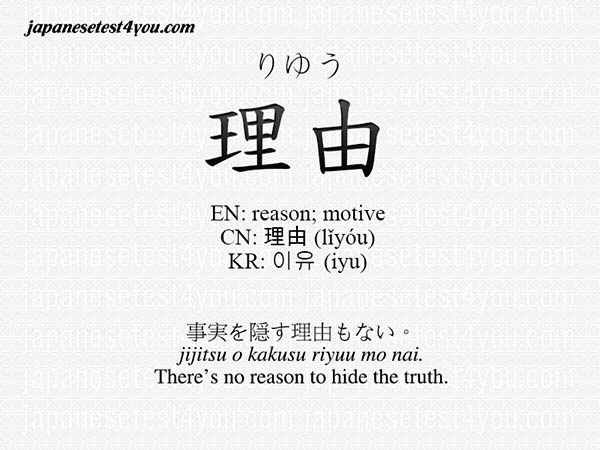 japanesetest4you.com
りゆう
理由
EN: reason; motive
CN: 理由 (lǐyóu)
KR: 이유 (iyu)
事実を隠す理由もない。
jijitsu o kakusu riyuu mo nai.
There's no reason to hide the truth.